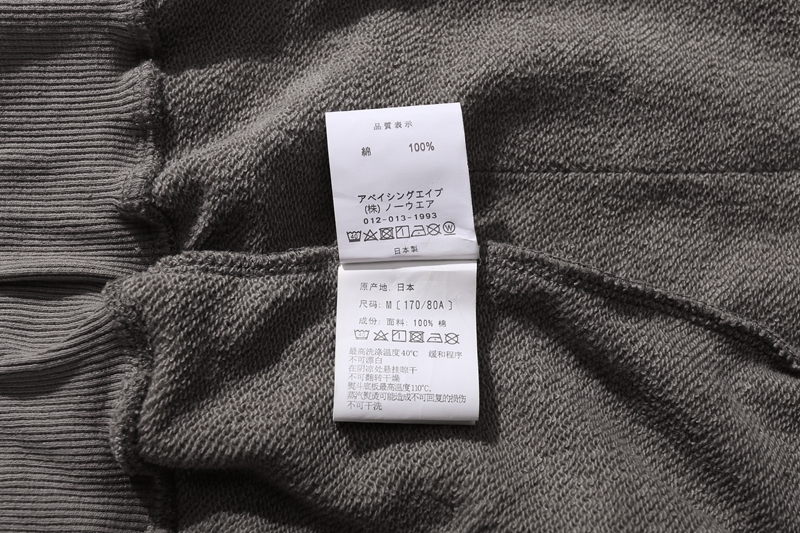 品質表示
綿 100%
アベイシングエイプ
(株) ノーウエア
012-013-1993
W
日本製
原产地: 日本
尺码: M [170/80A]
成份: 面料: 100% 棉
最高洗涤温度40℃ 缓和程序
不可漂白
在阴凉处悬挂晾干
不可翻转干燥
熨斗底板最高温度110℃,
蒸汽熨烫可能造成不可回复的损伤
不可干洗